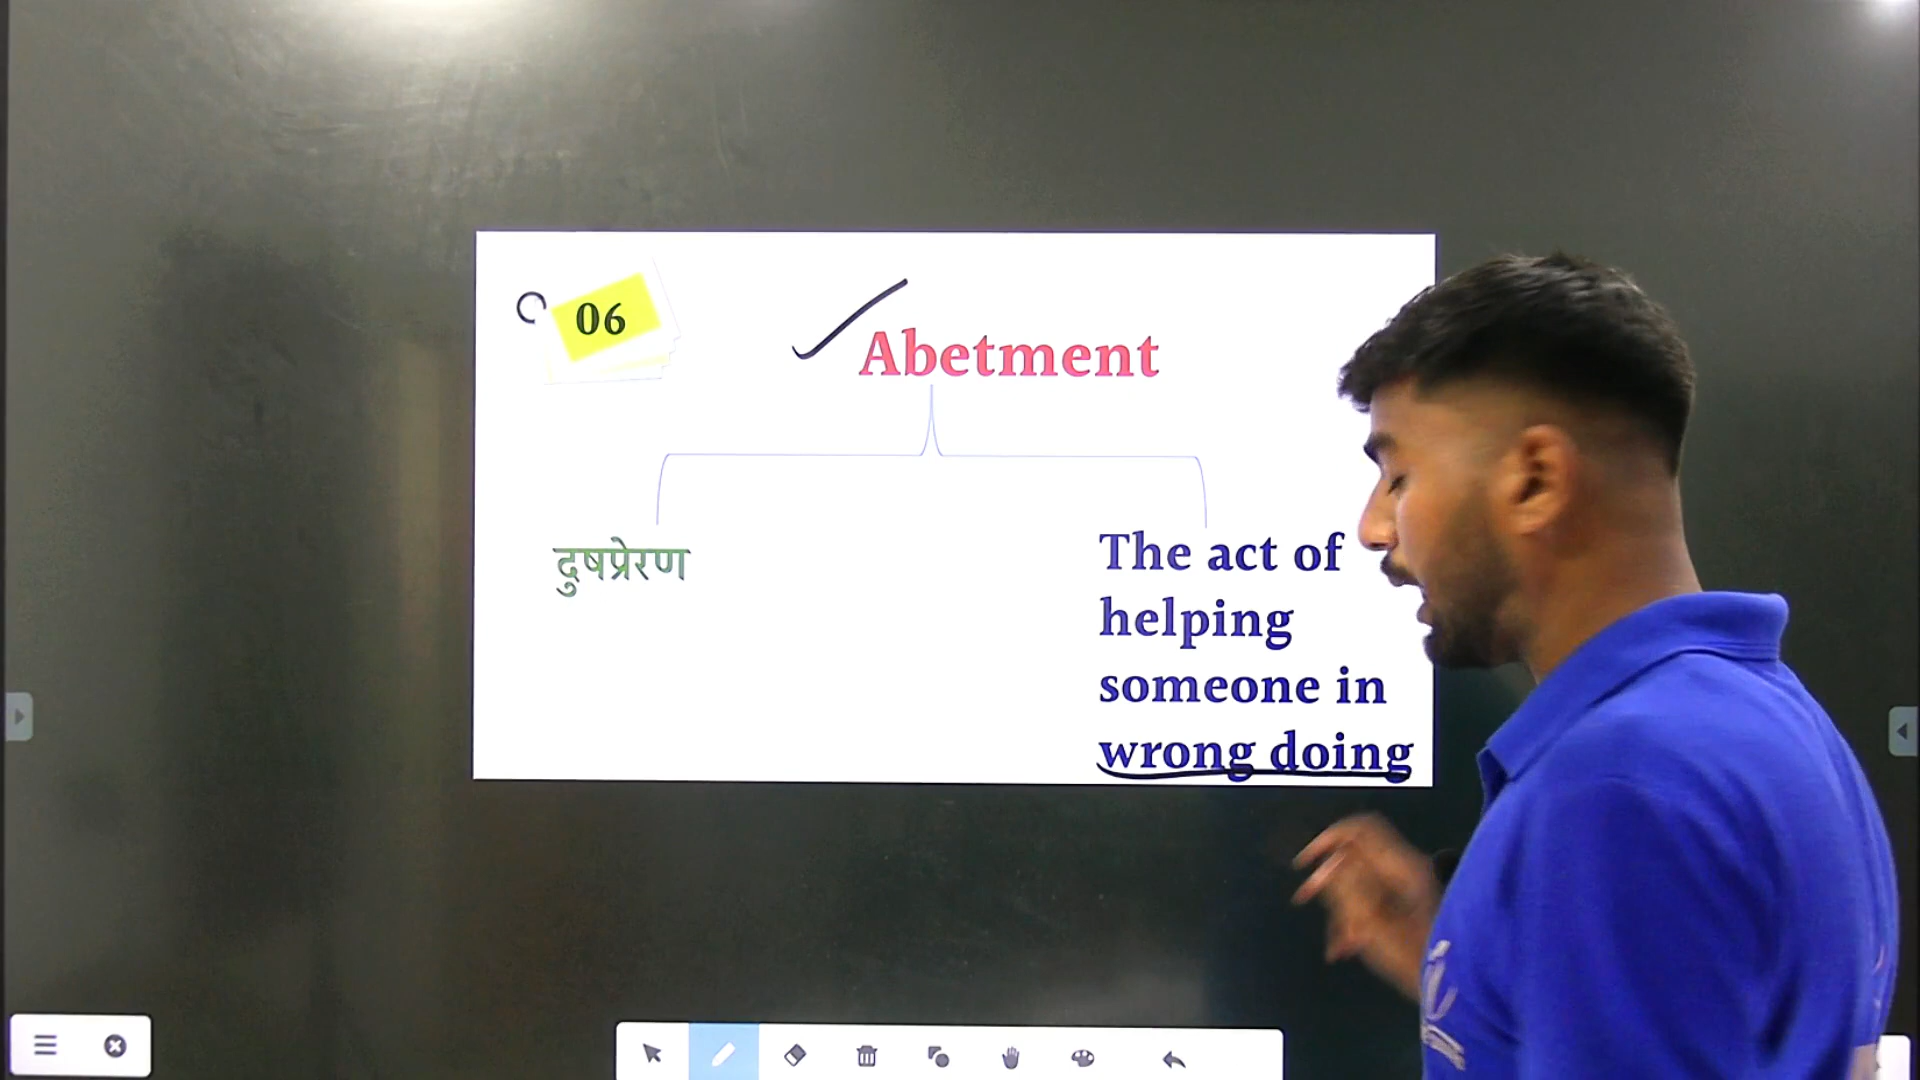 06
Abetment
दुषप्रेरण
The act of
helping
someone in
wrong doing